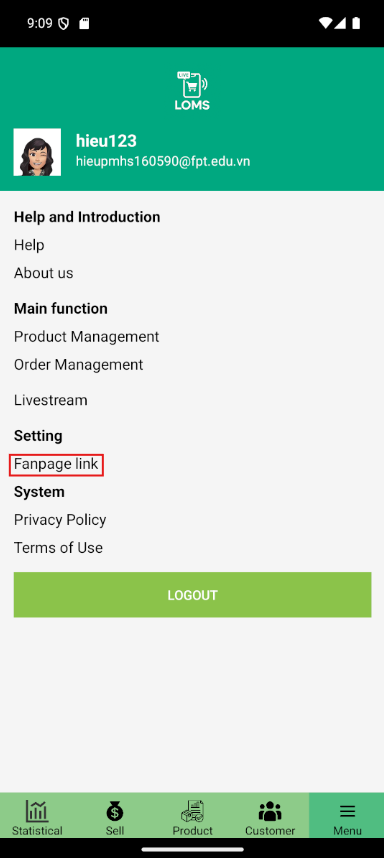 9:09
LIVE
LOMS
hieu123
hieupmhs160590@fpt.edu.vn
Help and Introduction
Help
About us
Main function
Product Management
Order Management
Livestream
Setting
Fanpage link
System
Privacy Policy
Terms of Use
LOGOUT
Statistical Sell Product Customer Menu